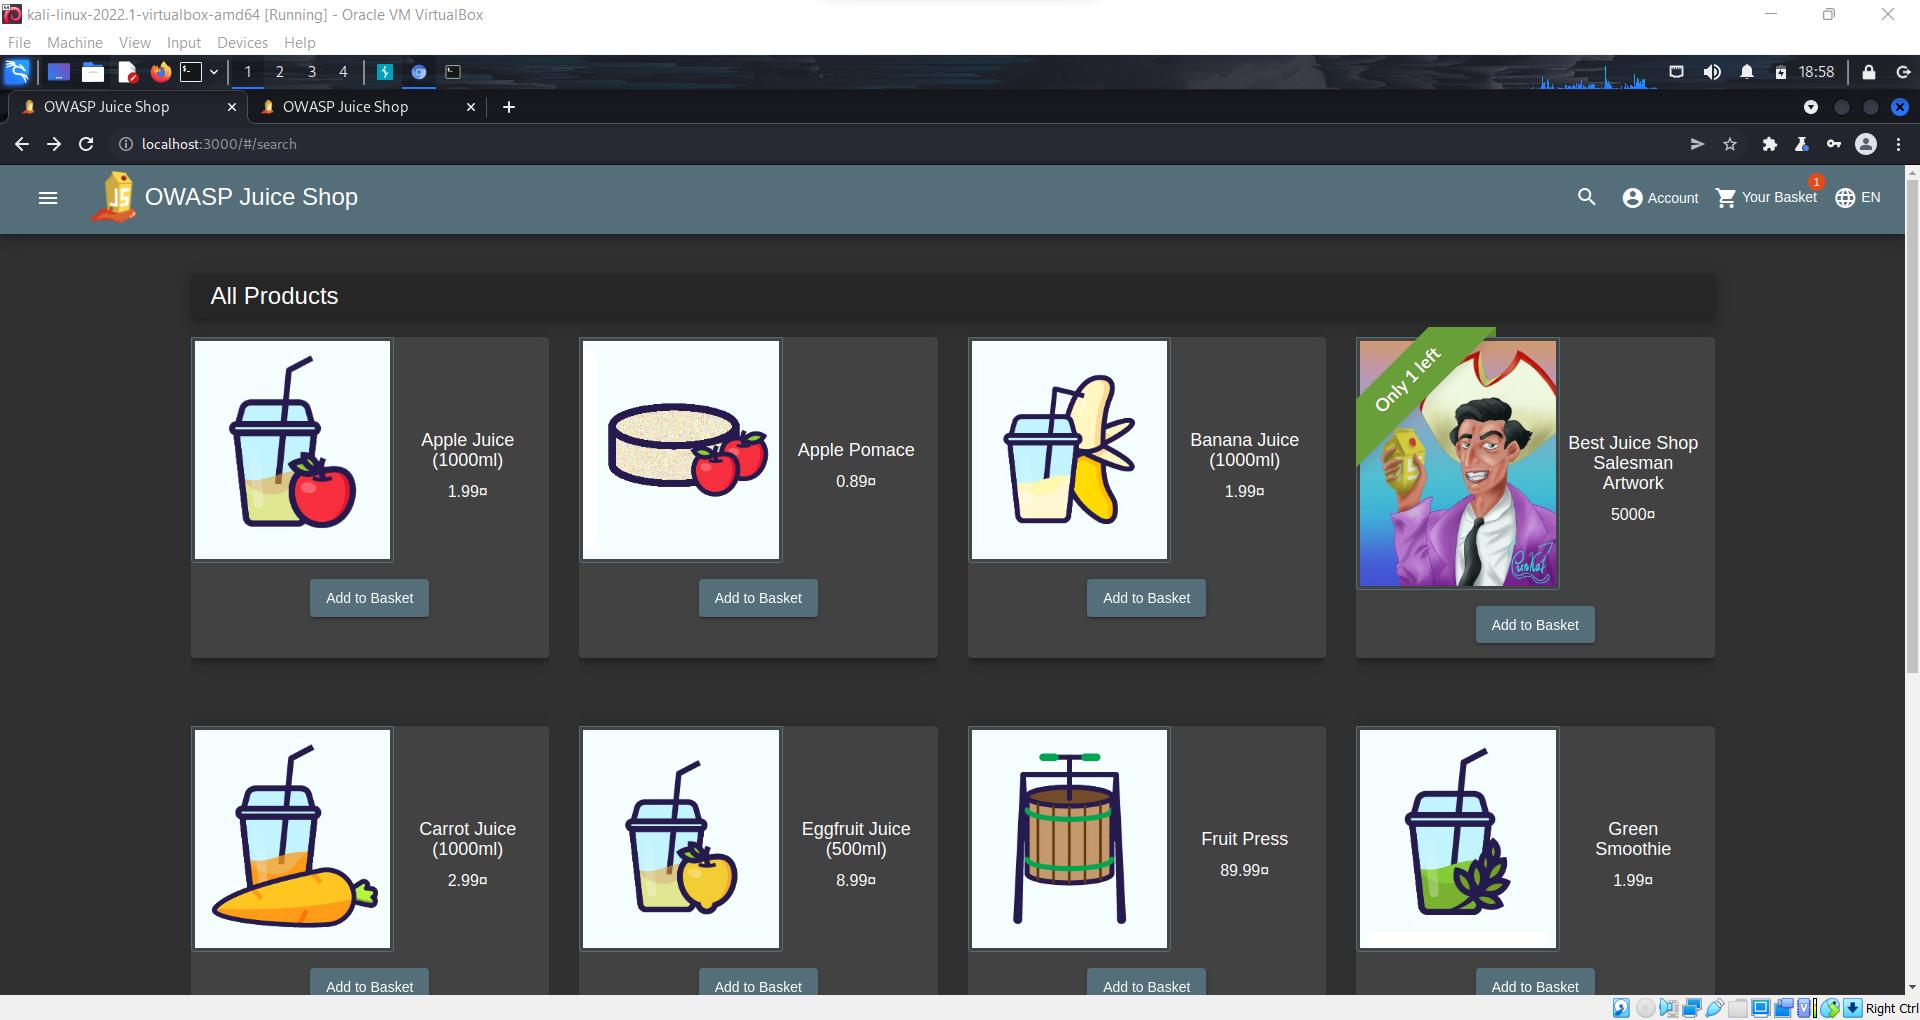 kali-linux-2022.1-virtualbox-amd64 [Running] - Oracle VM VirtualBox
File Machine View Input Devices Help
1 2 3 4 18:58
OWASP Juice Shop OWASP Juice Shop
localhost:3000/#/search
OWASP Juice Shop Account Your Basket 1 EN
All Products
Only 1 left
Apple Juice
(1000ml)
1.99¤
Add to Basket
Apple Pomace
0.89¤
Add to Basket
Banana Juice
(1000ml)
1.99¤
Add to Basket
Best Juice Shop
Salesman
Artwork
5000¤
Add to Basket
Carrot Juice
(1000ml)
2.99¤
Add to Basket
Eggfruit Juice
(500ml)
8.99¤
Add to Basket
Fruit Press
89.99¤
Add to Basket
Green
Smoothie
1.99¤
Add to Basket
Right Ctrl